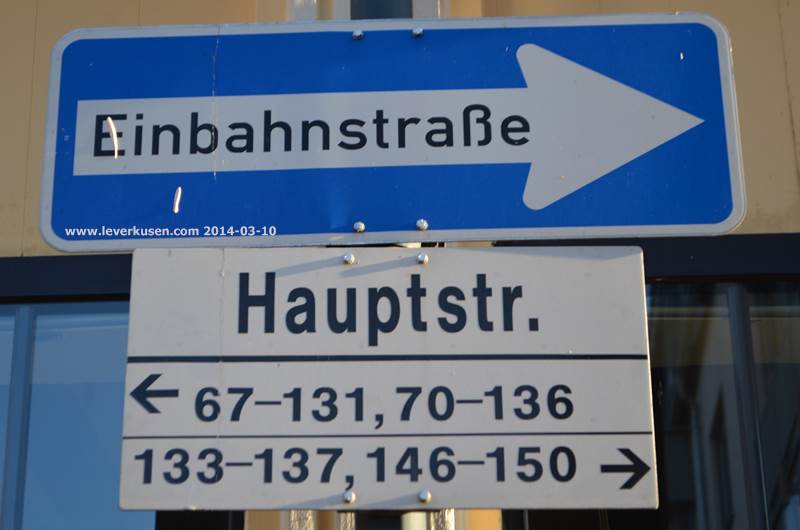 Einbahnstraße
www.leverkusen.com 2014-03-10
Hauptstr.
← 67–131, 70–136
133–137, 146–150 →